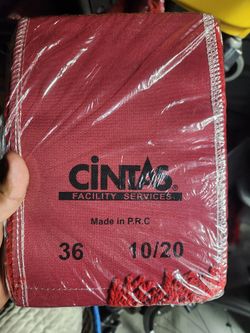 CINTAS®
FACILITY SERVICES
Made in P.R.C
36 10/20